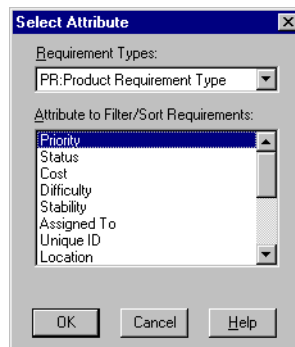 Select Attribute
Requirement Types:
PR:Product Requirement Type
Attribute to Filter/Sort Requirements:
Priority
Status
Cost
Difficulty
Stability
Assigned To
Unique ID
Location
OK Cancel Help